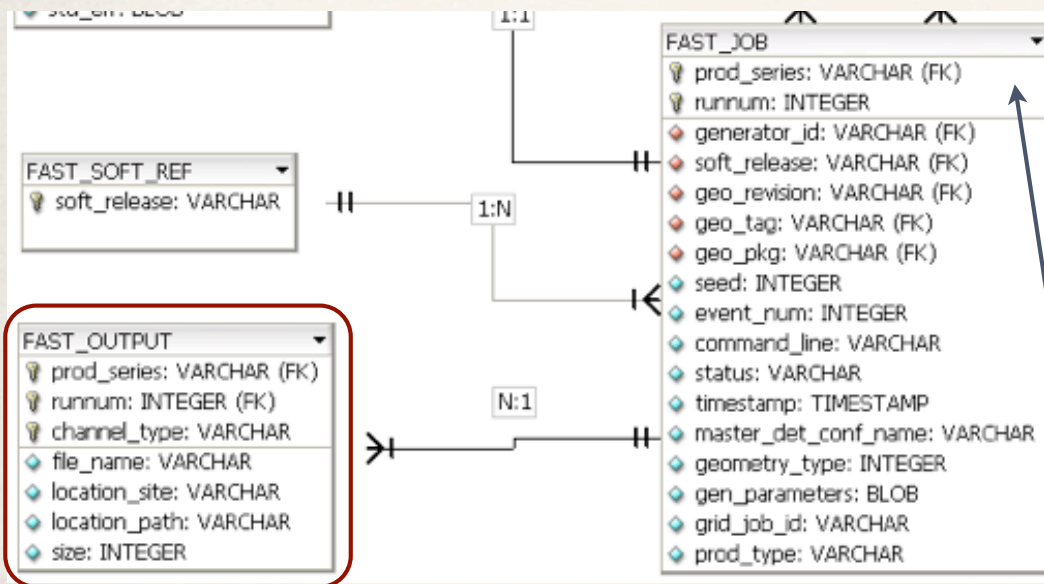 1:1
FAST_JOB
prod_series: VARCHAR (FK)
runnum: INTEGER
generator_id: VARCHAR (FK)
soft_release: VARCHAR (FK)
geo_revision: VARCHAR (FK)
geo_tag: VARCHAR (FK)
geo_pkg: VARCHAR (FK)
seed: INTEGER
event_num: INTEGER
command_line: VARCHAR
status: VARCHAR
timestamp: TIMESTAMP
master_det_conf_name: VARCHAR
geometry_type: INTEGER
gen_parameters: BLOB
grid_job_id: VARCHAR
prod_type: VARCHAR
FAST_SOFT_REF
soft_release: VARCHAR
1:N
FAST_OUTPUT
prod_series: VARCHAR (FK)
runnum: INTEGER (FK)
channel_type: VARCHAR
file_name: VARCHAR
location_site: VARCHAR
location_path: VARCHAR
size: INTEGER
N:1